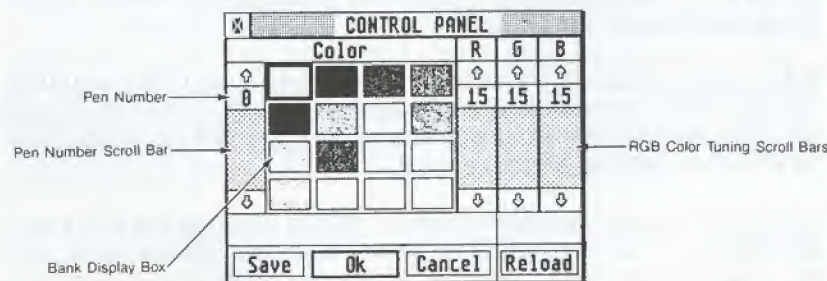 CONTROL PANEL
Color R G B
0 15 15 15
Pen Number
Pen Number Scroll Bar
RGB Color Tuning Scroll Bars
Bank Display Box
Save Ok Cancel Reload